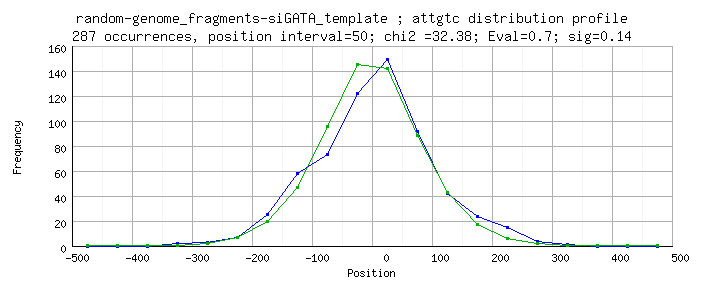 random-genome_fragments-siGATA_template ; attgtc distribution profile
287 occurrences, position interval=50; chi2 =32.38; Eval=0.7; sig=0.14
160
140
120
100
80
60
40
20
0
Frequency
-500 -400 -300 -200 -100 0 100 200 300 400 500
Position